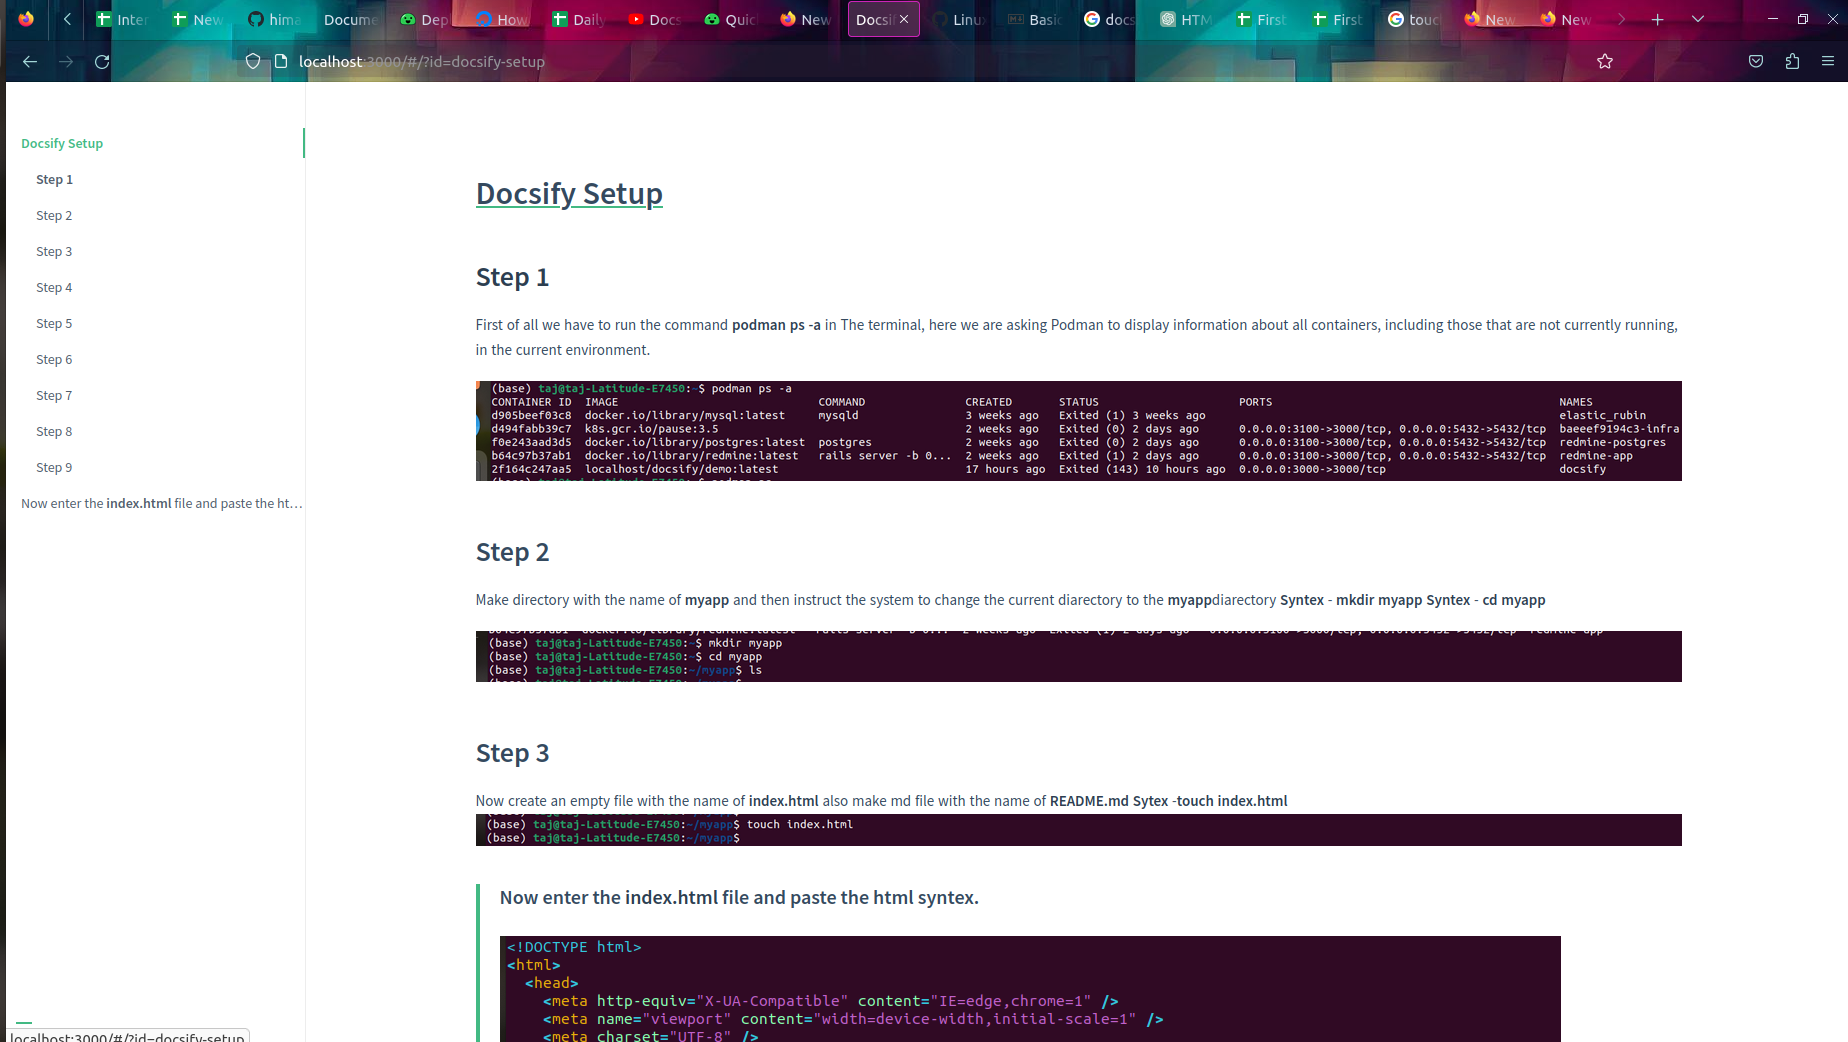 Inter
New
hima
Docume
Dep
How
Daily
Docs
Quic
New
Docsi
Linux
Basic
docs
HTM
First
First
touc
New
New
localhost:3000/#/?id=docsify-setup
Docsify Setup
Step 1
Step 2
Step 3
Step 4
Step 5
Step 6
Step 7
Step 8
Step 9
Now enter the index.html file and paste the ht…
Docsify Setup
Step 1
First of all we have to run the command podman ps -a in The terminal, here we are asking Podman to display information about all containers, including those that are not currently running,
in the current environment.
(base) taj@taj-Latitude-E7450:~$ podman ps -a
CONTAINER ID IMAGE COMMAND CREATED STATUS PORTS NAMES
d905beef03c8 docker.io/library/mysql:latest mysqld 3 weeks ago Exited (1) 3 weeks ago elastic_rubin
d494fabb39c7 k8s.gcr.io/pause:3.5 2 weeks ago Exited (0) 2 days ago 0.0.0.0:3100->3000/tcp, 0.0.0.0:5432->5432/tcp baeeef9194c3-infra
f0e243aad3d5 docker.io/library/postgres:latest postgres 2 weeks ago Exited (0) 2 days ago 0.0.0.0:3100->3000/tcp, 0.0.0.0:5432->5432/tcp redmine-postgres
b64c97b37ab1 docker.io/library/redmine:latest rails server -b 0... 2 weeks ago Exited (1) 2 days ago 0.0.0.0:3100->3000/tcp, 0.0.0.0:5432->5432/tcp redmine-app
2f164c247aa5 localhost/docsify/demo:latest 17 hours ago Exited (143) 10 hours ago 0.0.0.0:3000->3000/tcp docsify
Step 2
Make directory with the name of myapp and then instruct the system to change the current diarectory to the myappdiarectory Syntex - mkdir myapp Syntex - cd myapp
(base) taj@taj-Latitude-E7450:~$ mkdir myapp
(base) taj@taj-Latitude-E7450:~$ cd myapp
(base) taj@taj-Latitude-E7450:~/myapp$ ls
Step 3
Now create an empty file with the name of index.html also make md file with the name of README.md Sytex -touch index.html
(base) taj@taj-Latitude-E7450:~/myapp$ touch index.html
(base) taj@taj-Latitude-E7450:~/myapp$
Now enter the index.html file and paste the html syntex.
<!DOCTYPE html>
<html>
<head>
<meta http-equiv="X-UA-Compatible" content="IE=edge,chrome=1" />
<meta name="viewport" content="width=device-width,initial-scale=1" />
<meta charset="UTF-8" />
localhost:3000/#/?id=docsify-setup